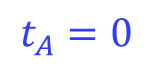 t_A = 0